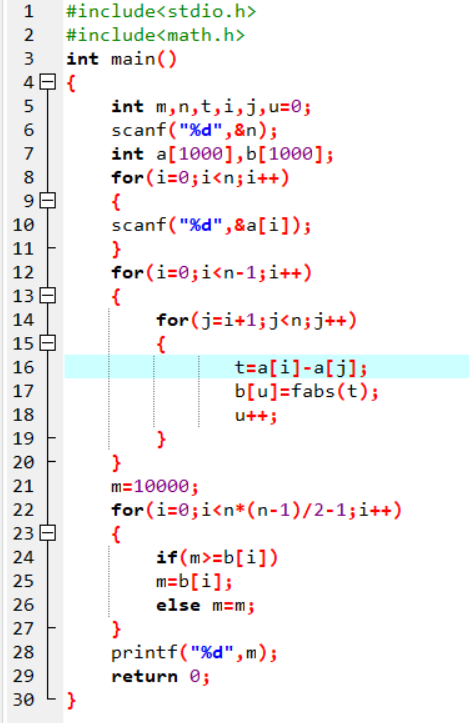 1 #include<stdio.h>
2 #include<math.h>
3 int main()
4 {
5 int m,n,t,i,j,u=0;
6 scanf("%d",&n);
7 int a[1000],b[1000];
8 for(i=0;i<n;i++)
9 {
10 scanf("%d",&a[i]);
11 }
12 for(i=0;i<n-1;i++)
13 {
14 for(j=i+1;j<n;j++)
15 {
16 t=a[i]-a[j];
17 b[u]=fabs(t);
18 u++;
19 }
20 }
21 m=10000;
22 for(i=0;i<n*(n-1)/2-1;i++)
23 {
24 if(m>=b[i])
25 m=b[i];
26 else m=m;
27 }
28 printf("%d",m);
29 return 0;
30 }